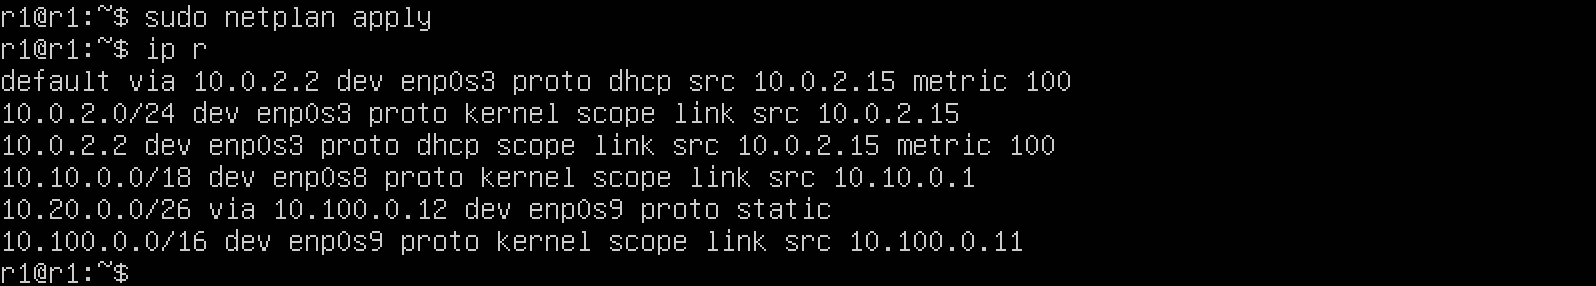 r1@r1:~$ sudo netplan apply
r1@r1:~$ ip r
default via 10.0.2.2 dev enp0s3 proto dhcp src 10.0.2.15 metric 100
10.0.2.0/24 dev enp0s3 proto kernel scope link src 10.0.2.15
10.0.2.2 dev enp0s3 proto dhcp scope link src 10.0.2.15 metric 100
10.10.0.0/18 dev enp0s8 proto kernel scope link src 10.10.0.1
10.20.0.0/26 via 10.100.0.12 dev enp0s9 proto static
10.100.0.0/16 dev enp0s9 proto kernel scope link src 10.100.0.11
r1@r1:~$